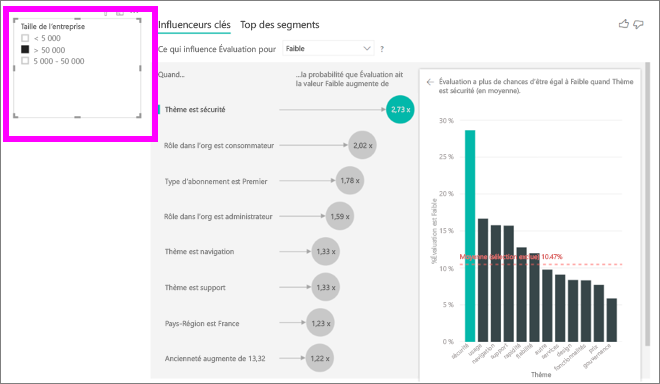 Taille de l'entreprise
< 5 000
> 50 000
5 000 - 50 000
Influenceurs clés
Top des segments
Ce qui influence Évaluation pour
Faible
?
Quand...
...la probabilité que Évaluation ait
la valeur Faible augmente de
Thème est sécurité
2,73 x
Rôle dans l'org est consommateur
2,02 x
Type d'abonnement est Premier
1,78 x
Rôle dans l'org est administrateur
1,59 x
Thème est navigation
1,33 x
Thème est support
1,33 x
Pays-Région est France
1,23 x
Ancienneté augmente de 13,32
1,22 x
Évaluation a plus de chances d'être égal à Faible quand Thème
est sécurité (en moyenne).
%Évaluation est Faible
30 %
25 %
20 %
15 %
10 %
5 %
0 %
10.47%
sécurité
usage
navigation
support
rapidité
fiabilité
autre
services
design
prix
gouvernance
Thème